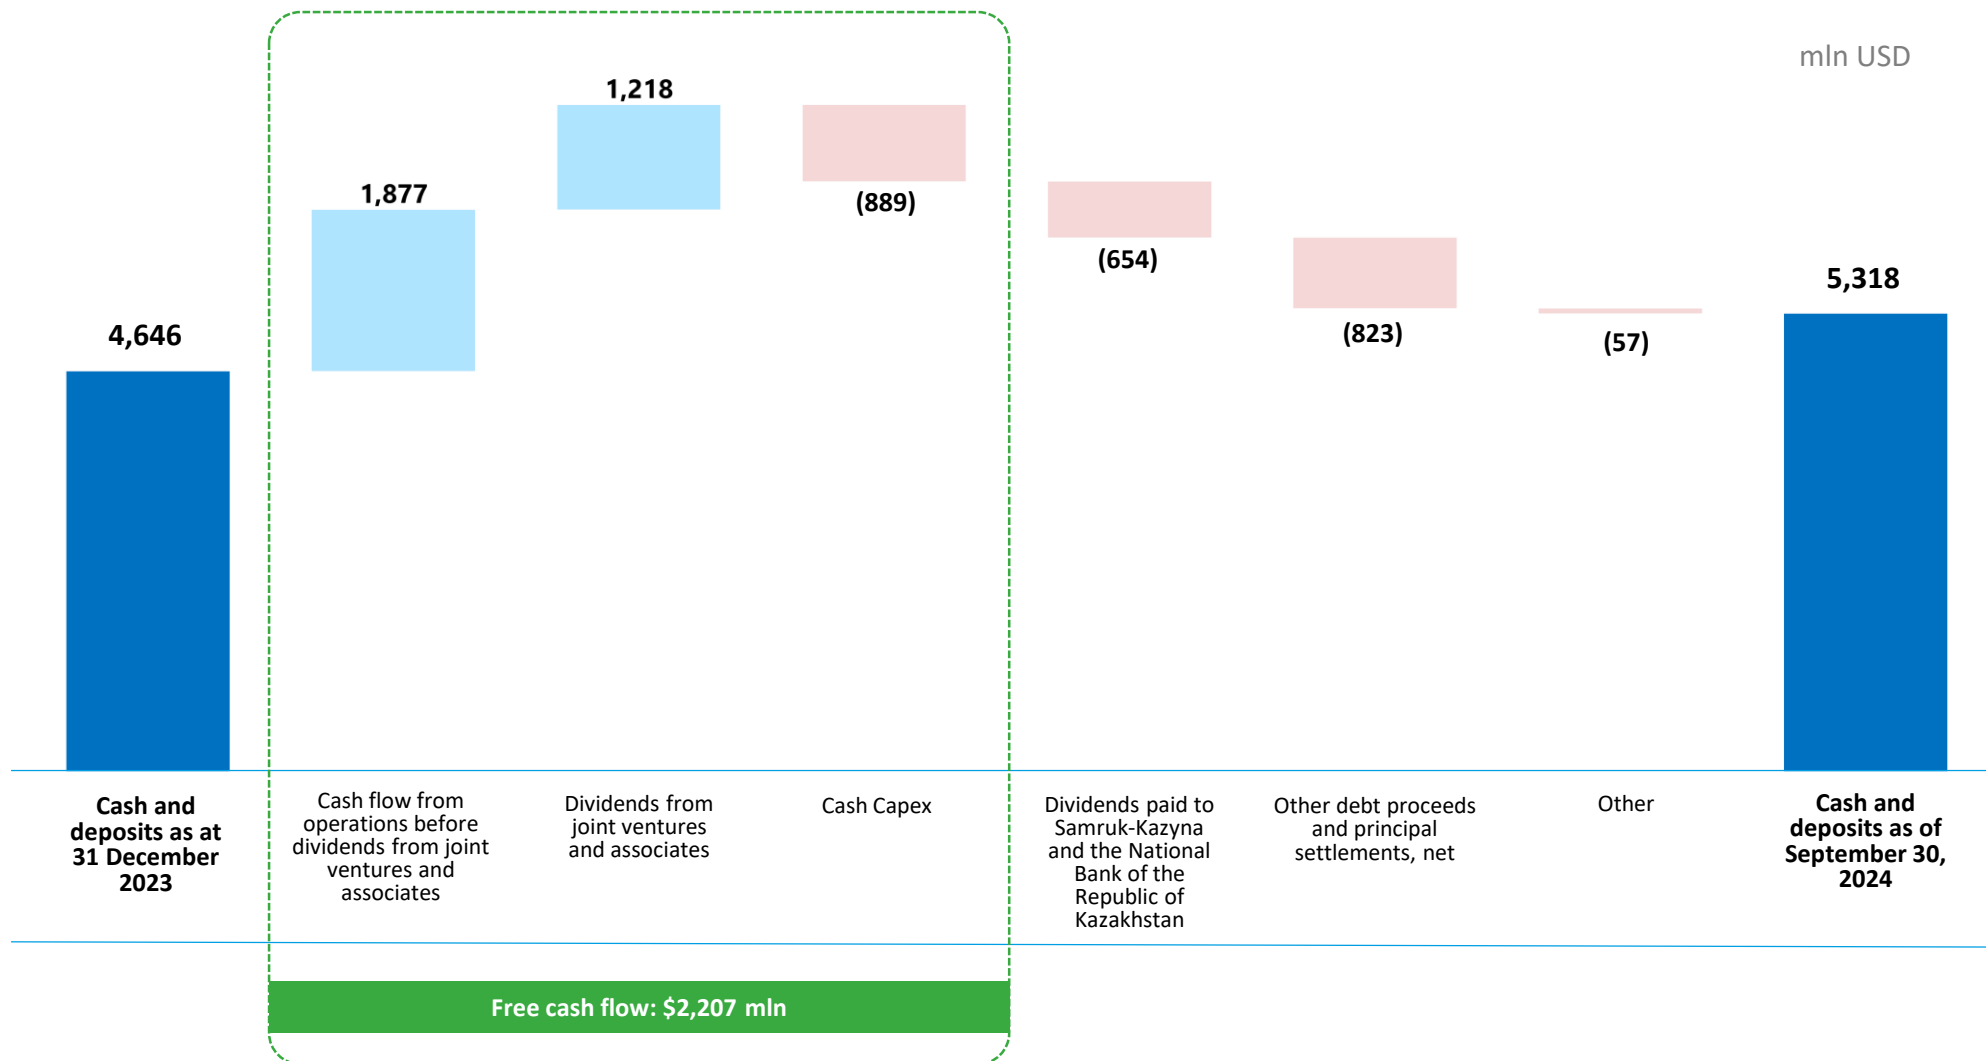 mln USD
4,646
1,877
1,218
(889)
(654)
(823)
(57)
5,318
Cash and
deposits as at
31 December
2023
Cash flow from
operations before
dividends from joint
ventures and
associates
Dividends from
joint ventures
and associates
Cash Capex
Dividends paid to
Samruk-Kazyna
and the National
Bank of the
Republic of
Kazakhstan
Other debt proceeds
and principal
settlements, net
Other
Cash and
deposits as of
September 30,
2024
Free cash flow: $2,207 mln